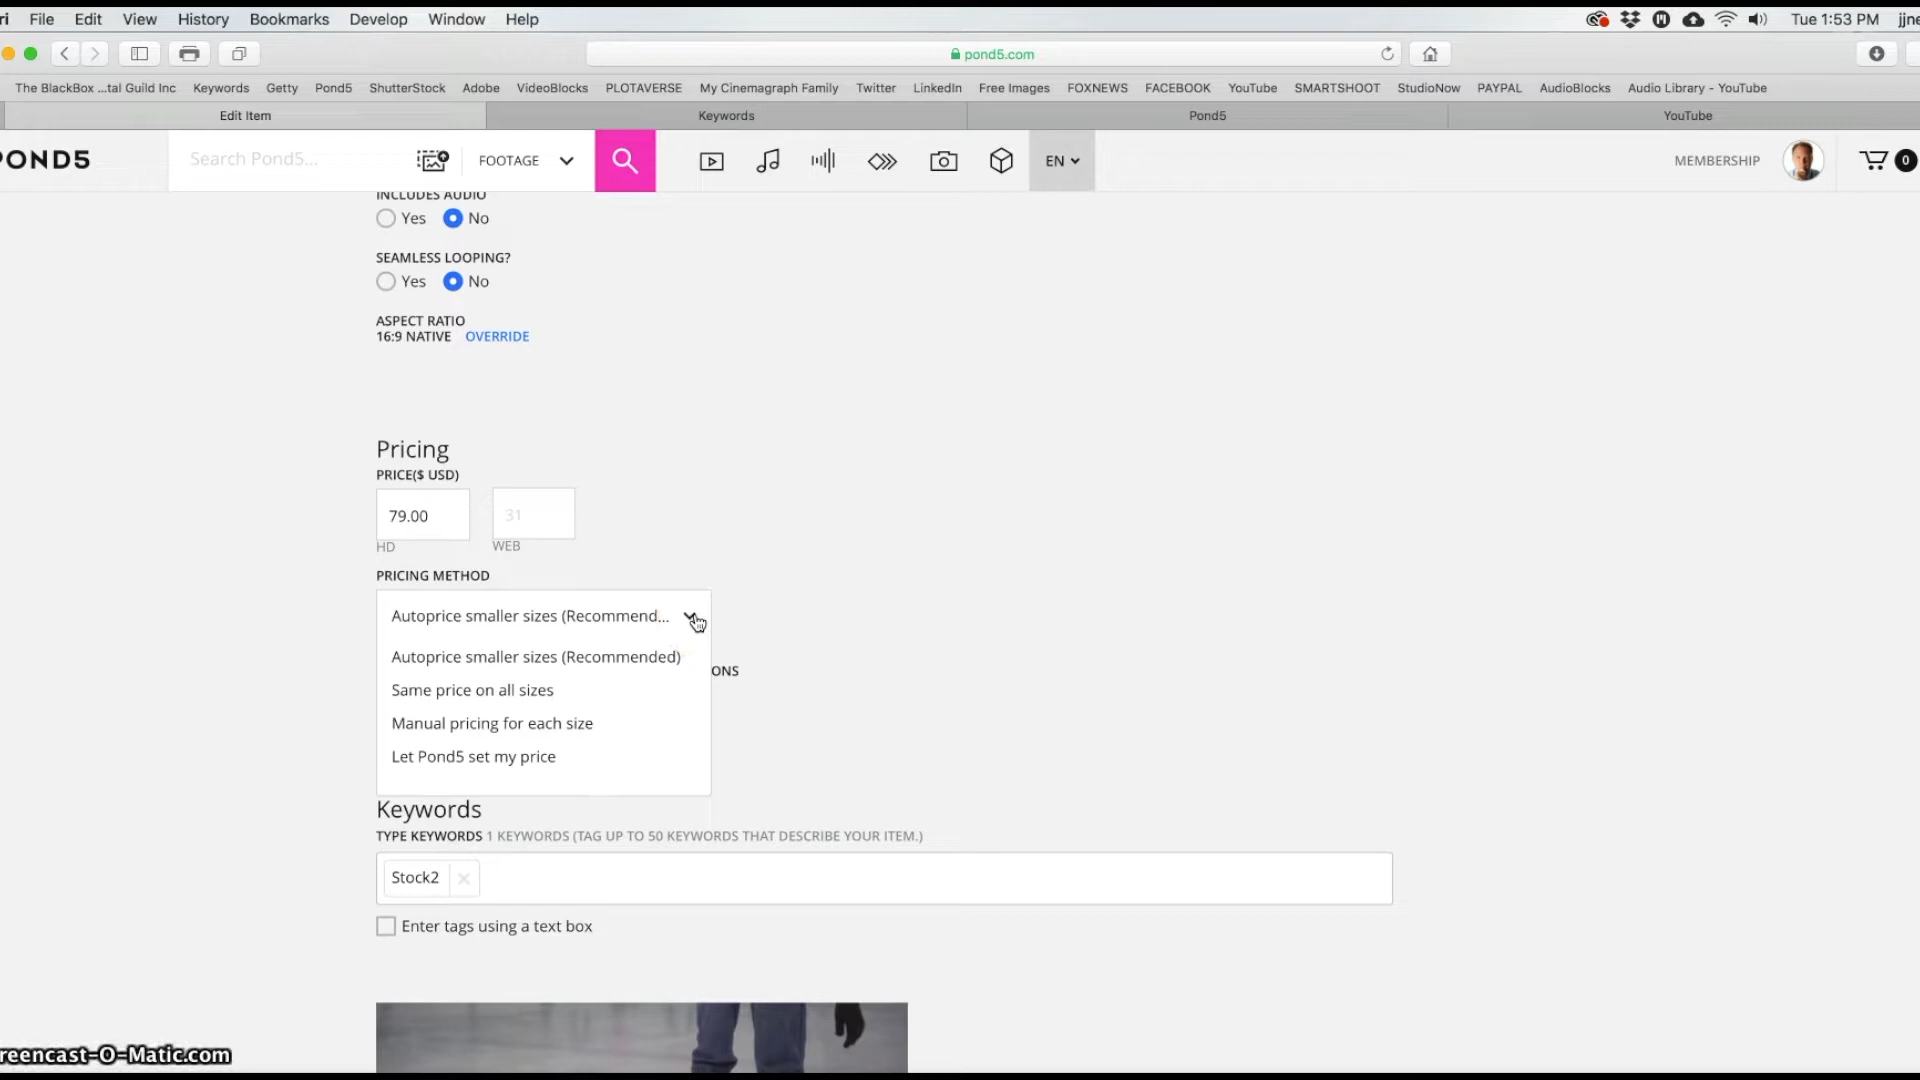 ri File Edit View History Bookmarks Develop Window Help Tue 1:53 PM jjne
pond5.com
The BlackBox ...tal Guild Inc Keywords Getty Pond5 ShutterStock Adobe VideoBlocks PLOTAVERSE My Cinemagraph Family Twitter LinkedIn Free Images FOXNEWS FACEBOOK YouTube SMARTSHOOT StudioNow PAYPAL AudioBlocks Audio Library - YouTube
Edit Item Keywords Pond5 YouTube
POND5 Search Pond5... FOOTAGE EN MEMBERSHIP 0
INCLUDES AUDIO
Yes No
SEAMLESS LOOPING?
Yes No
ASPECT RATIO
16:9 NATIVE OVERRIDE
Pricing
PRICE($ USD)
79.00 31
HD WEB
PRICING METHOD
Autoprice smaller sizes (Recommend...
Autoprice smaller sizes (Recommended)
ONS
Same price on all sizes
Manual pricing for each size
Let Pond5 set my price
Keywords
TYPE KEYWORDS 1 KEYWORDS (TAG UP TO 50 KEYWORDS THAT DESCRIBE YOUR ITEM.)
Stock2
Enter tags using a text box
reencast-O-Matic.com